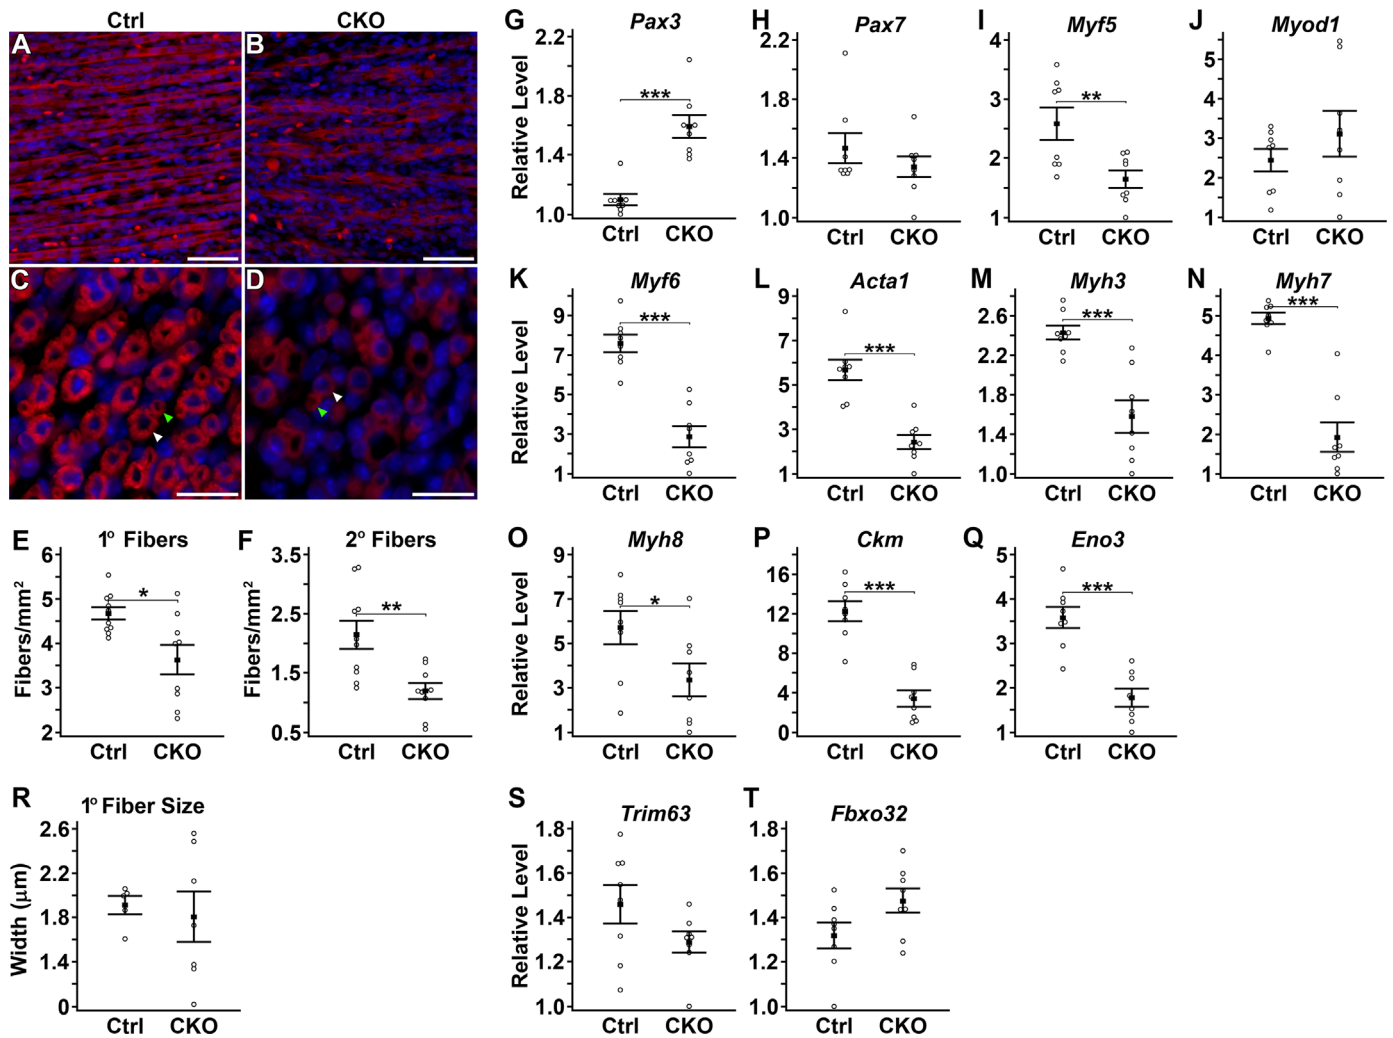 Ctrl CKO
A B
C D
E 1º Fibers
Fibers/mm²
6
5
4
3
2
*
Ctrl CKO
F 2º Fibers
Fibers/mm²
3.5
2.5
1.5
0.5
**
Ctrl CKO
G Pax3
Relative Level
2.2
1.8
1.4
1.0
***
Ctrl CKO
H Pax7
2.2
1.8
1.4
1.0
Ctrl CKO
I Myf5
4
3
2
1
**
Ctrl CKO
J Myod1
5
4
3
2
1
Ctrl CKO
K Myf6
Relative Level
9
7
5
3
1
***
Ctrl CKO
L Acta1
9
7
5
3
1
***
Ctrl CKO
M Myh3
2.6
2.2
1.8
1.4
1.0
***
Ctrl CKO
N Myh7
5
4
3
2
1
***
Ctrl CKO
O Myh8
Relative Level
9
7
5
3
1
*
Ctrl CKO
P Ckm
16
12
8
4
0
***
Ctrl CKO
Q Eno3
5
4
3
2
1
***
Ctrl CKO
R 1º Fiber Size
Width (μm)
2.6
2.2
1.8
1.4
1.0
Ctrl CKO
S Trim63
Relative Level
1.8
1.6
1.4
1.2
1.0
Ctrl CKO
T Fbxo32
1.8
1.6
1.4
1.2
1.0
Ctrl CKO